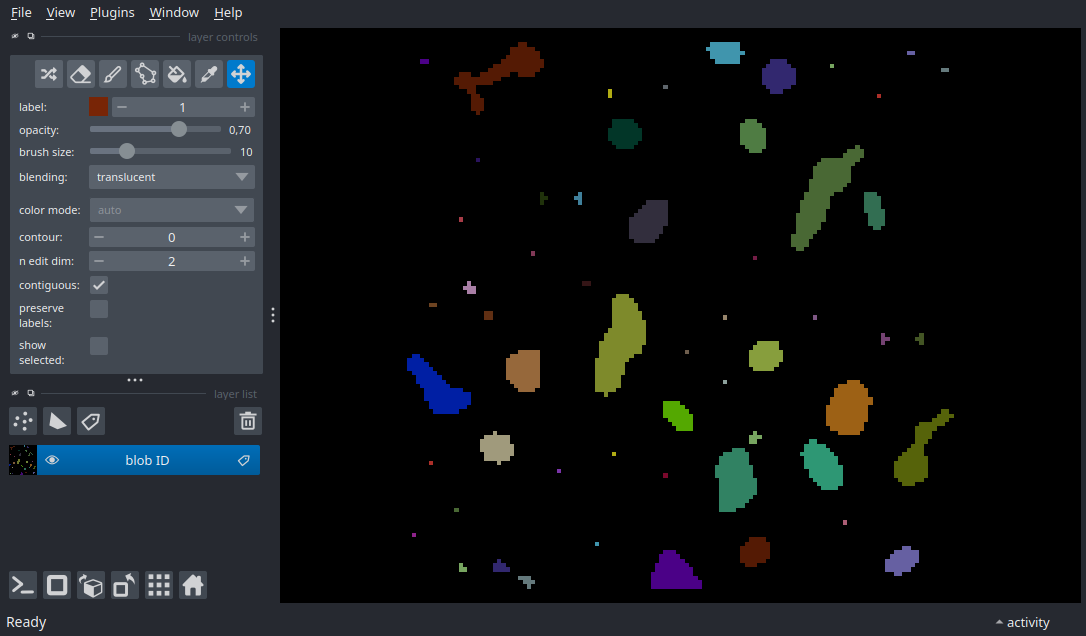 File View Plugins Window Help
layer controls
label: 1
opacity: 0,70
brush size: 10
blending: translucent
color mode: auto
contour: 0
n edit dim: 2
contiguous:
preserve
labels:
show
selected:
layer list
blob ID
Ready
activity